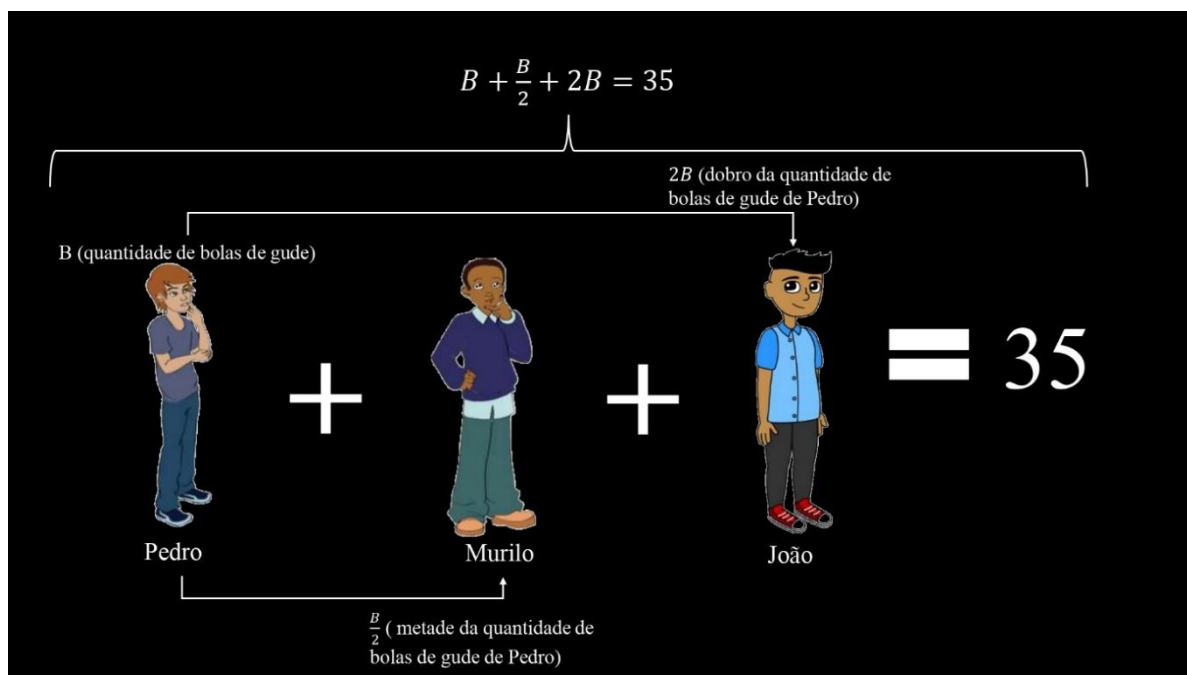 B + B/2 + 2B = 35
2B (dobro da quantidade de
bolas de gude de Pedro)
B (quantidade de bolas de gude)
+
+
= 35
Pedro
Murilo
João
B/2 ( metade da quantidade de
bolas de gude de Pedro)